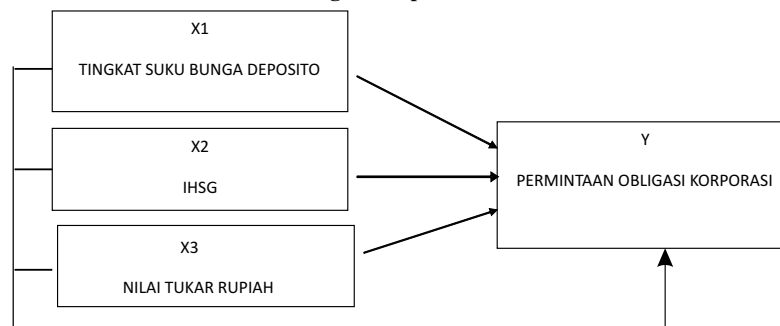 X1
TINGKAT SUKU BUNGA DEPOSITO
X2
IHSG
X3
NILAI TUKAR RUPIAH
Y
PERMINTAAN OBLIGASI KORPORASI